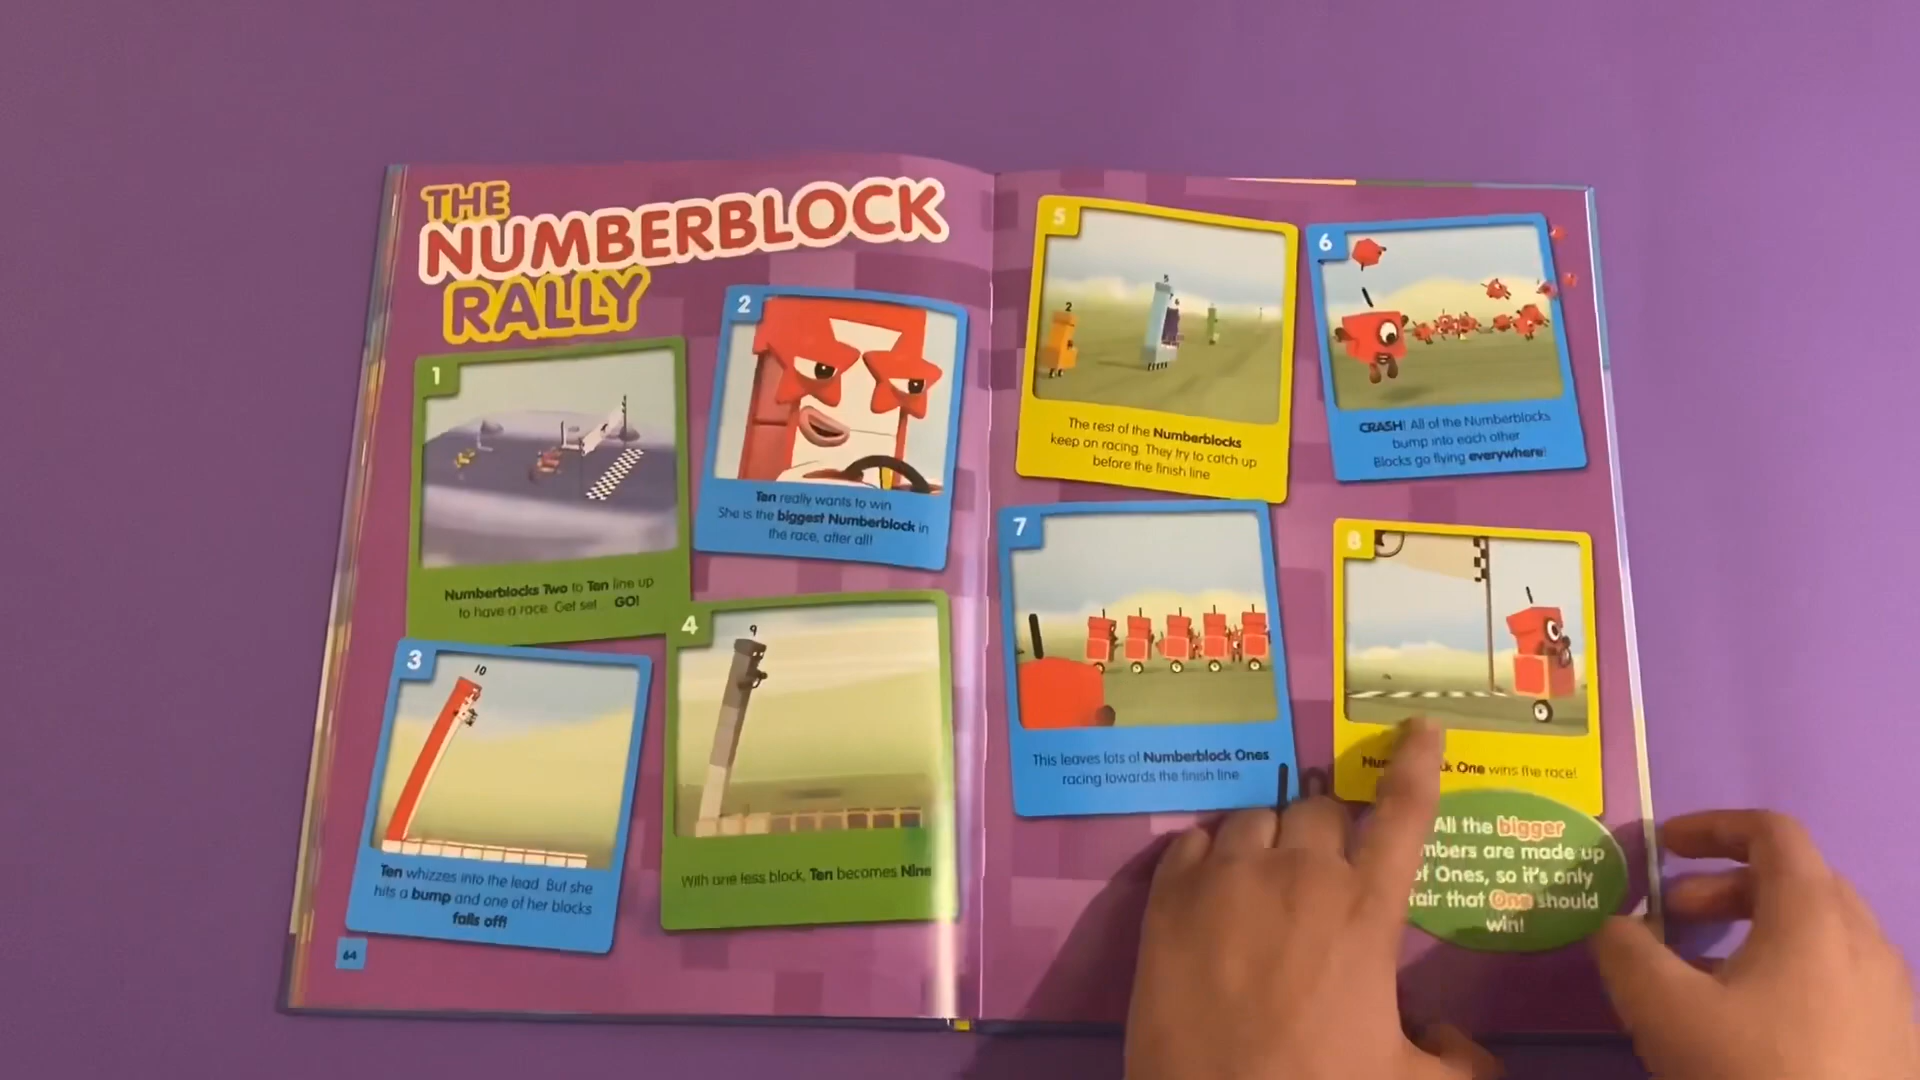 THE
NUMBERBLOCK
RALLY
1
Numberblocks Two to Ten line up
to have a race. Get set... GO!
2
Ten really wants to win
She is the biggest Numberblock in
the race, after all!
3
10
Ten whizzes into the lead. But she
hits a bump and one of her blocks
falls off!
4
9
With one less block, Ten becomes Nine
64
5
2
5
The rest of the Numberblocks
keep on racing. They try to catch up
before the finish line
6
CRASH! All of the Numberblocks
bump into each other
Blocks go flying everywhere!
7
This leaves lots of Numberblock Ones
racing towards the finish line
8
One wins the race!
All the bigger
are made up
of Ones, so it's only
fair that One should
win!